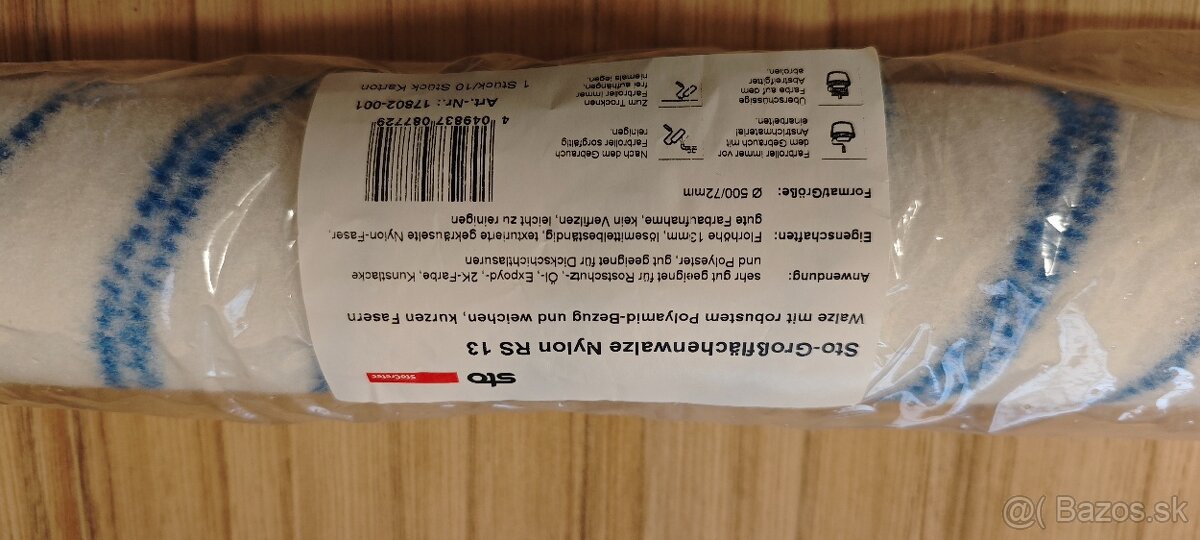 sto
StoCretec
Sto-Großflächenwalze Nylon RS 13
Walze mit robustem Polyamid-Bezug und weichen, kurzen Fasern
Anwendung: sehr gut geeignet für Rostschutz-, Öl-, Expoyd-, 2K-Farbe, Kunstlacke
und Polyester, gut geeignet für Dickschichtlasuren
Eigenschaften: Florhöhe 13mm, lösemittelbeständig, texturierte gekräuselte Nylon-Faser,
gute Farbaufnahme, kein Verfilzen, leicht zu reinigen
Format/Größe: Ø 500/72mm
Farbroller immer vor
dem Gebrauch mit
Anstrichmaterial
einarbeiten.
Nach dem Gebrauch
Farbroller sorgfältig
reinigen.
Überschüssige
Farbe auf dem
Abstreifgitter
abrollen.
Zum Trocknen
Farbroller immer
frei aufhängen,
niemals legen.
4 049837 087729
Art.-Nr.: 17802-001
1 Stück/10 Stück Karton
@( Bazos.sk